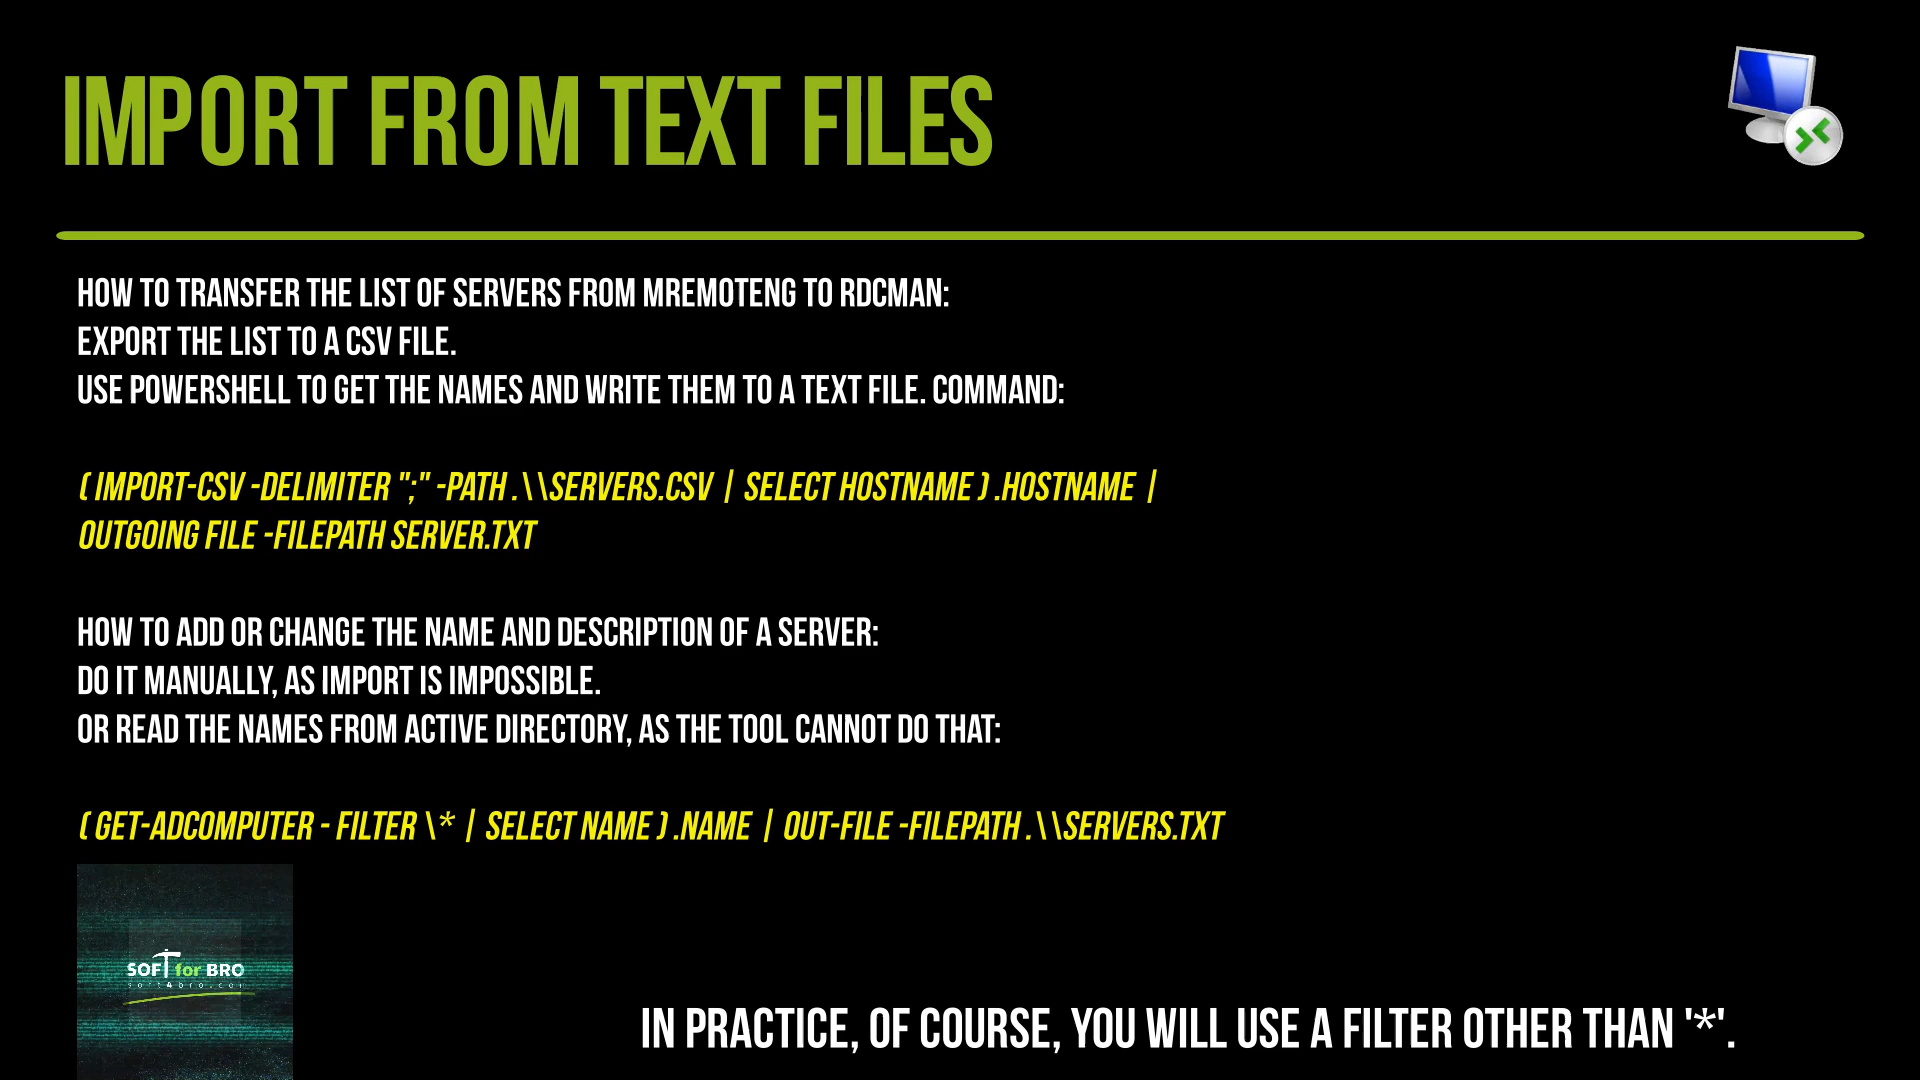 IMPORT FROM TEXT FILES
HOW TO TRANSFER THE LIST OF SERVERS FROM MREMOTENG TO RDCMAN:
EXPORT THE LIST TO A CSV FILE.
USE POWERSHELL TO GET THE NAMES AND WRITE THEM TO A TEXT FILE. COMMAND:
( IMPORT-CSV -DELIMITER ";" -PATH .\\SERVERS.CSV | SELECT HOSTNAME ) .HOSTNAME |
OUTGOING FILE -FILEPATH SERVER.TXT
HOW TO ADD OR CHANGE THE NAME AND DESCRIPTION OF A SERVER:
DO IT MANUALLY, AS IMPORT IS IMPOSSIBLE.
OR READ THE NAMES FROM ACTIVE DIRECTORY, AS THE TOOL CANNOT DO THAT:
( GET-ADCOMPUTER - FILTER \* | SELECT NAME ) .NAME | OUT-FILE -FILEPATH .\\SERVERS.TXT
SOFT for BRO
soft4bro.com
IN PRACTICE, OF COURSE, YOU WILL USE A FILTER OTHER THAN '*'.